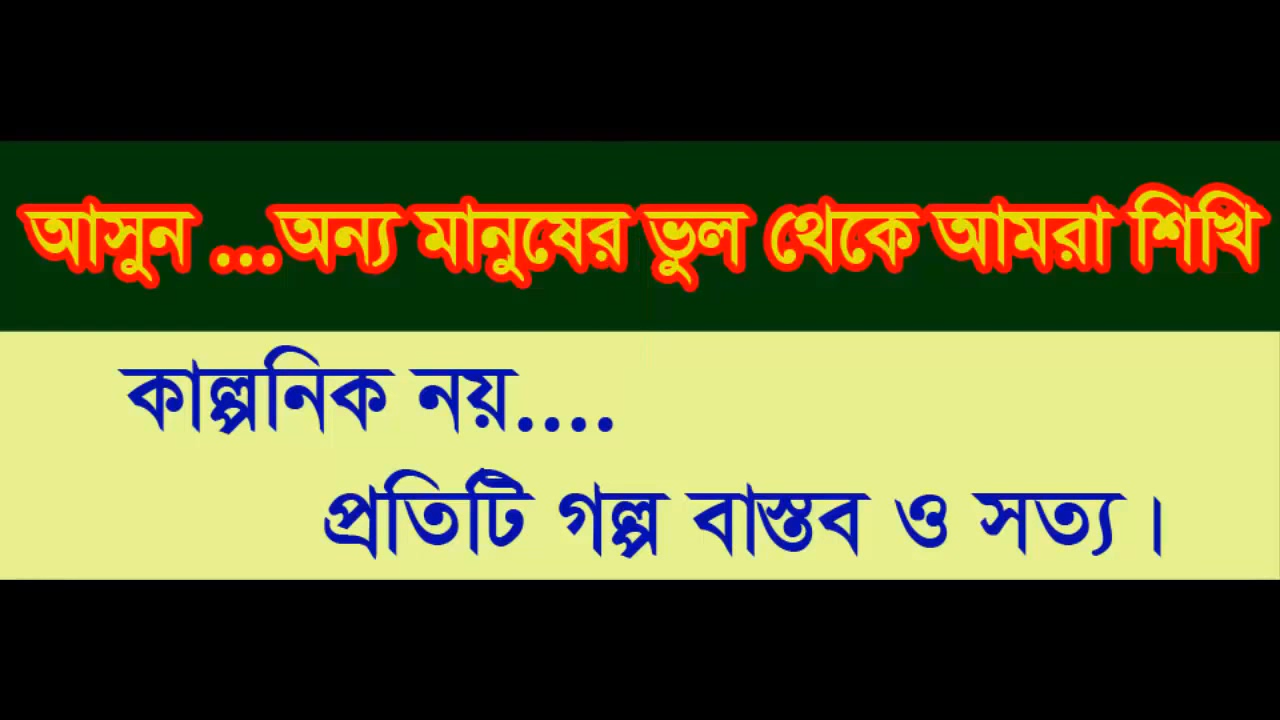 আসুন ...অন্য মানুষের ভুল থেকে আমরা শিখি
কাল্পনিক নয়....
প্রতিটি গল্প বাস্তব ও সত্য।